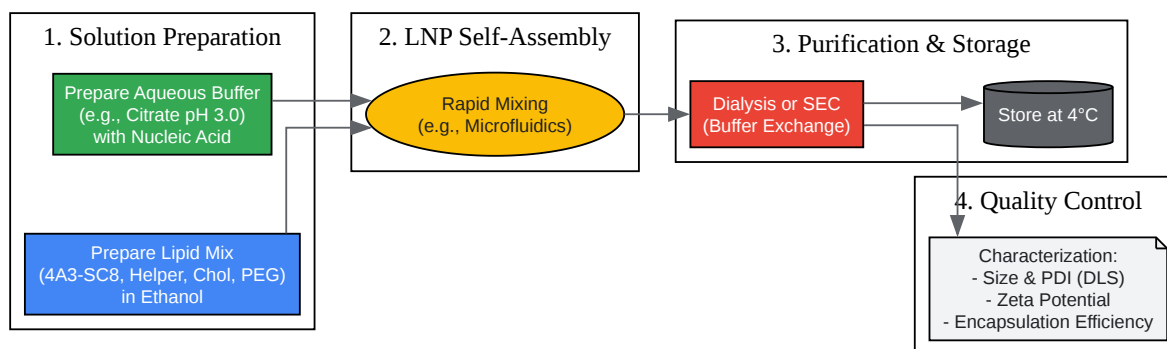 1. Solution Preparation
Prepare Aqueous Buffer
(e.g., Citrate pH 3.0)
with Nucleic Acid
Prepare Lipid Mix
(4A3-SC8, Helper, Chol, PEG)
in Ethanol
2. LNP Self-Assembly
Rapid Mixing
(e.g., Microfluidics)
3. Purification & Storage
Dialysis or SEC
(Buffer Exchange)
Store at 4°C
4. Quality Control
Characterization:
- Size & PDI (DLS)
- Zeta Potential
- Encapsulation Efficiency